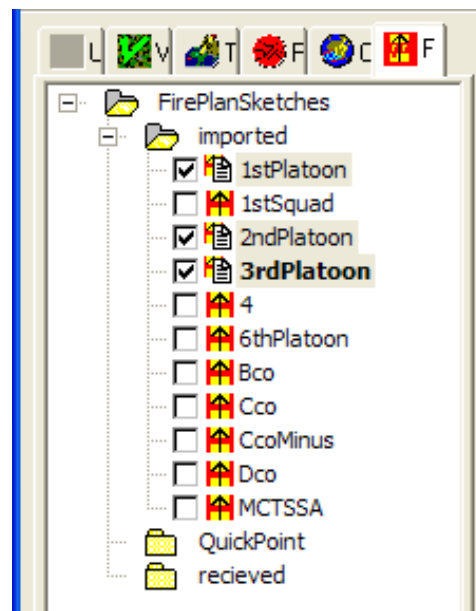 L V T F C F
FirePlanSketches
imported
1stPlatoon
1stSquad
2ndPlatoon
3rdPlatoon
4
6thPlatoon
Bco
Cco
CcoMinus
Dco
MCTSSA
QuickPoint
recieved